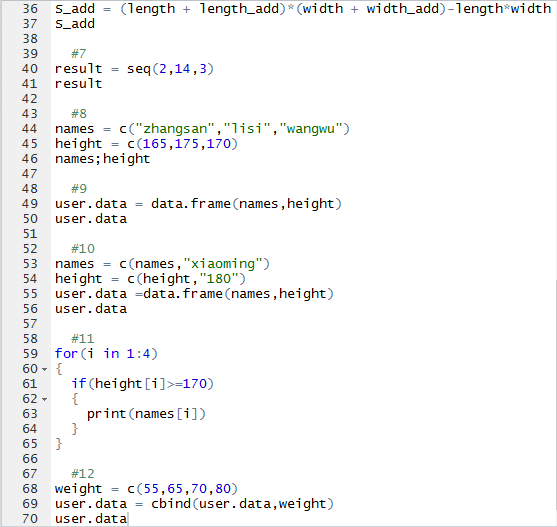 36 S_add = (length + length_add)*(width + width_add)-length*width
37 S_add
38
39 #7
40 result = seq(2,14,3)
41 result
42
43 #8
44 names = c("zhangsan","lisi","wangwu")
45 height = c(165,175,170)
46 names;height
47
48 #9
49 user.data = data.frame(names,height)
50 user.data
51
52 #10
53 names = c(names,"xiaoming")
54 height = c(height,"180")
55 user.data =data.frame(names,height)
56 user.data
57
58 #11
59 for(i in 1:4)
60 {
61 if(height[i]>=170)
62 {
63 print(names[i])
64 }
65 }
66
67 #12
68 weight = c(55,65,70,80)
69 user.data = cbind(user.data,weight)
70 user.data